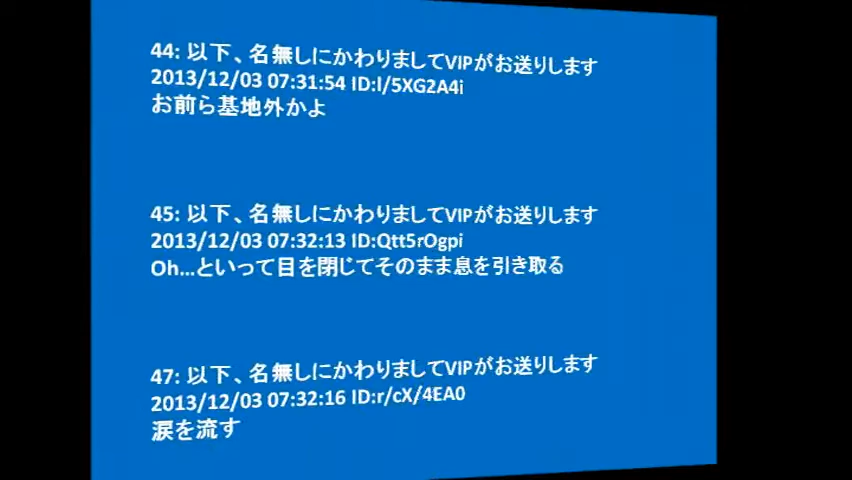 44: 以下、名無しにかわりましてVIPがお送りします
2013/12/03 07:31:54 ID:I/5XG2A4i
お前ら基地外かよ
45: 以下、名無しにかわりましてVIPがお送りします
2013/12/03 07:32:13 ID:Qtt5rOgpi
Oh...といって目を閉じてそのまま息を引き取る
47: 以下、名無しにかわりましてVIPがお送りします
2013/12/03 07:32:16 ID:r/cX/4EA0
涙を流す